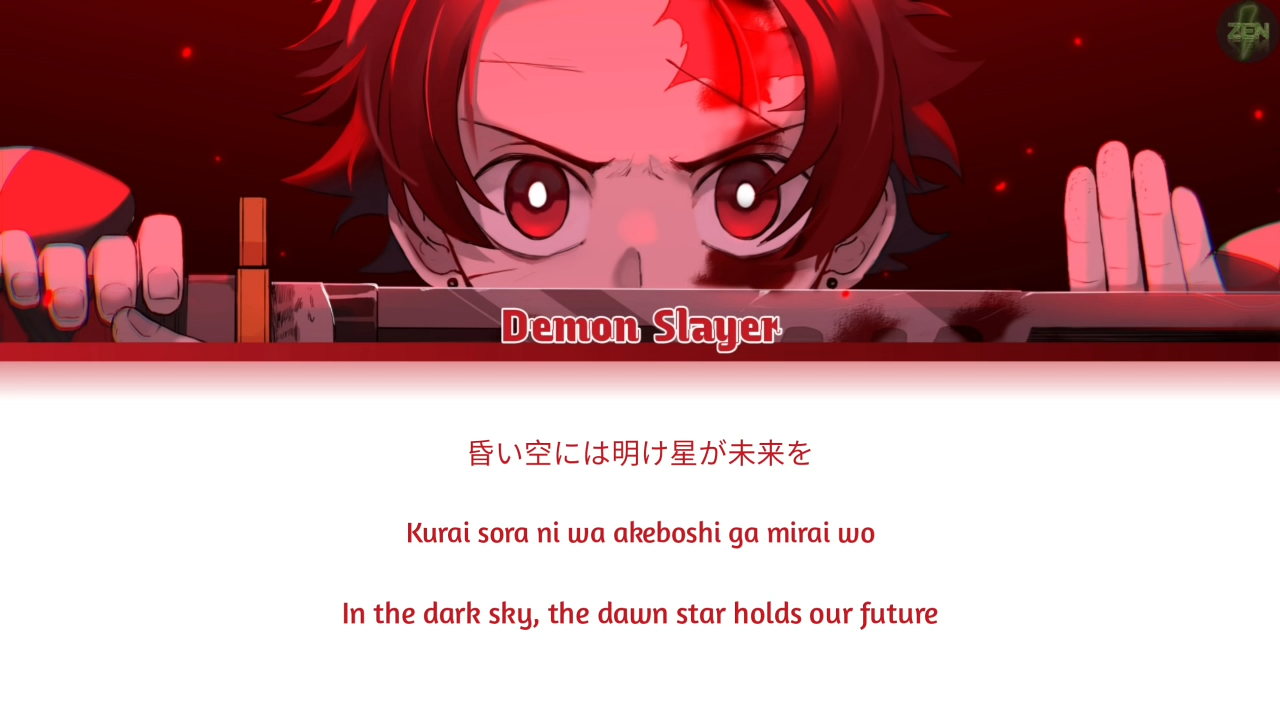 ZEN
Demon Slayer
昏い空には明け星が未来を
Kurai sora ni wa akeboshi ga mirai wo
In the dark sky, the dawn star holds our future